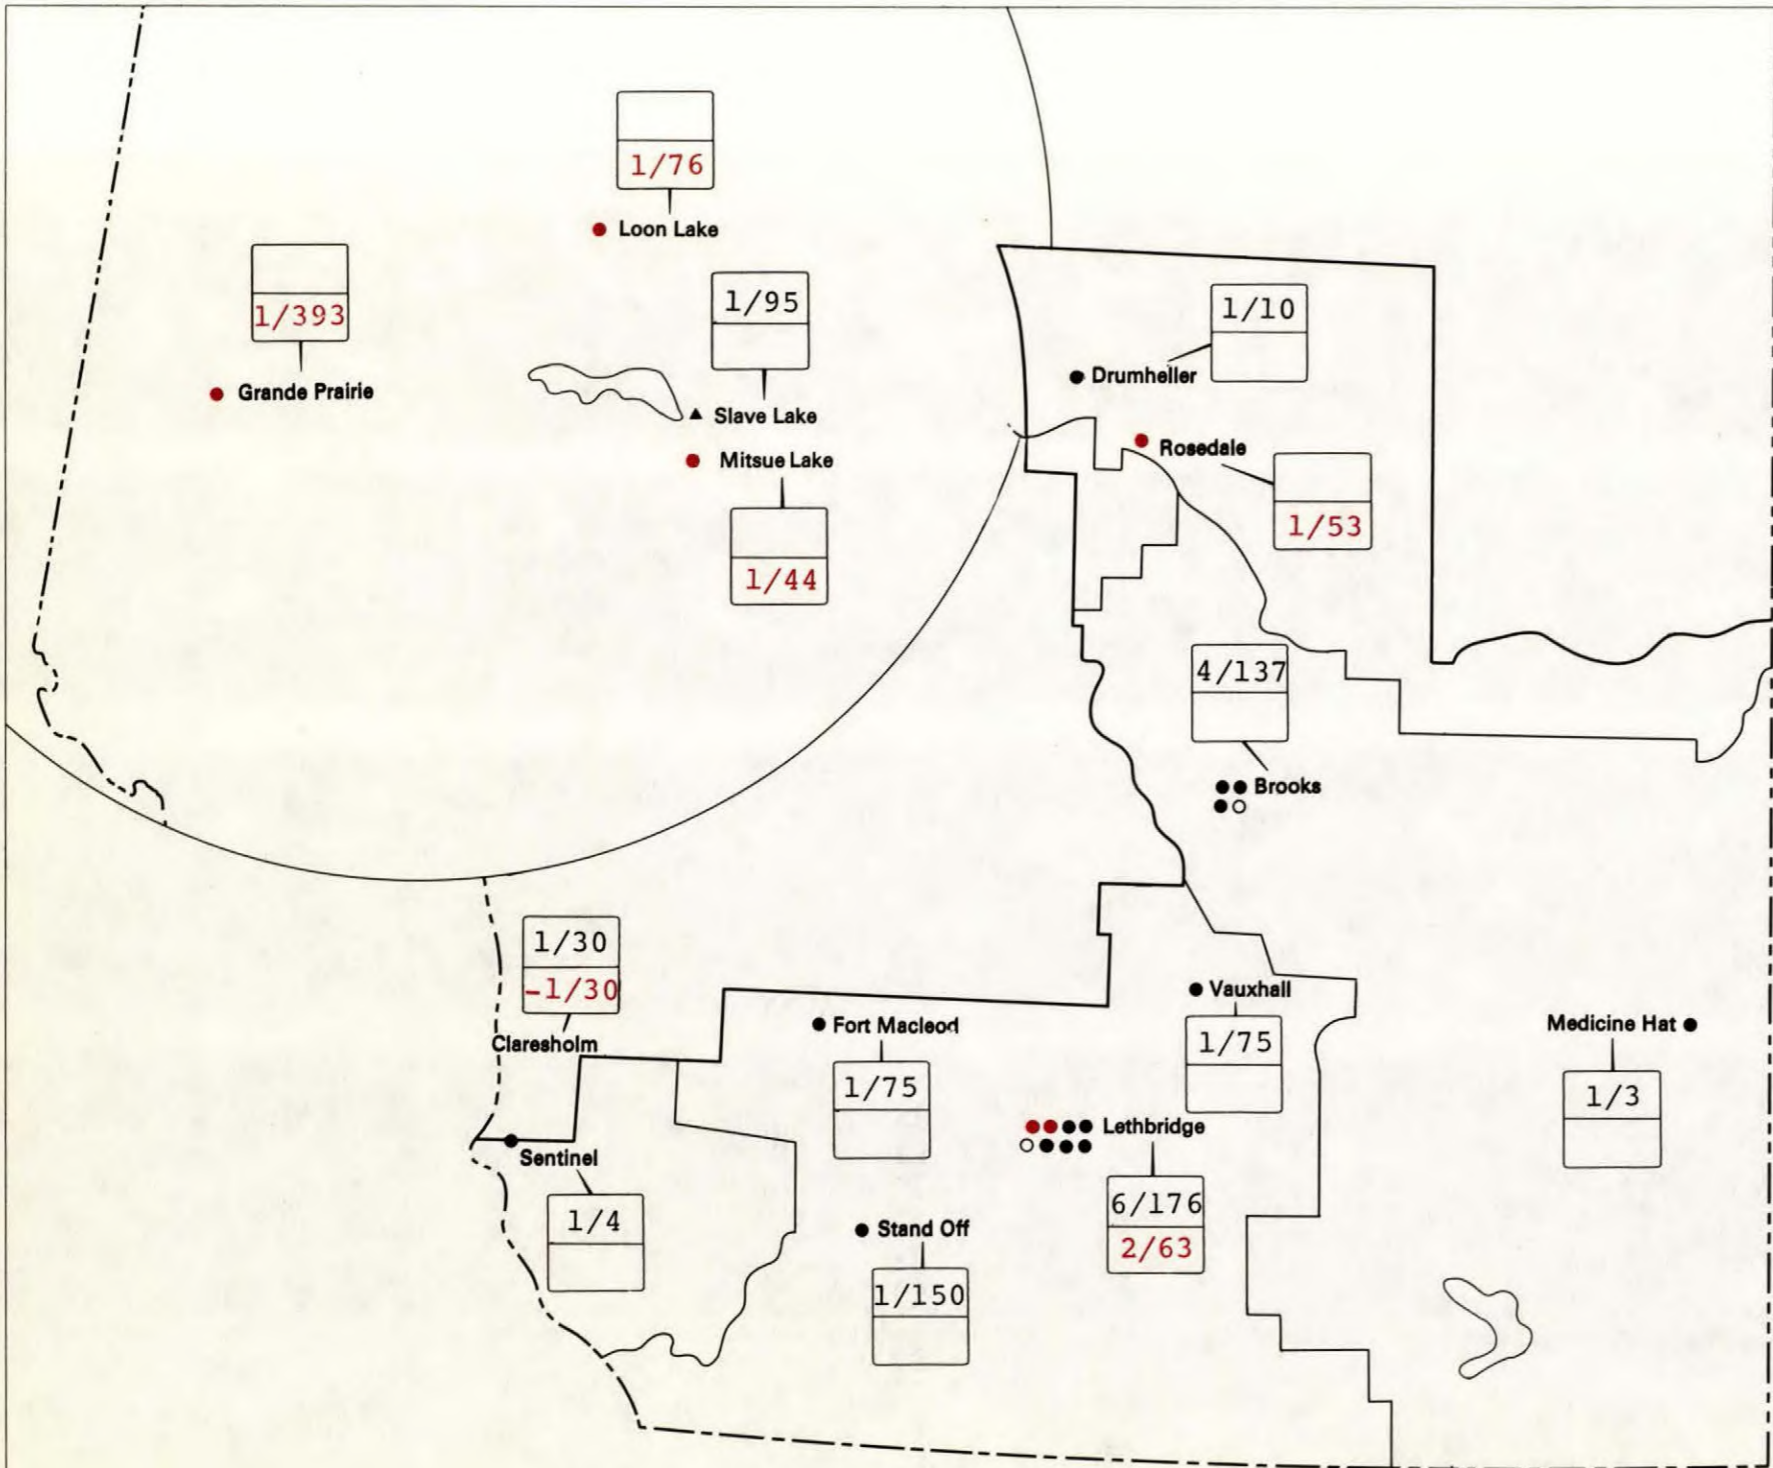 1/76
Loon Lake
1/393
Grande Prairie
1/95
Slave Lake
Mitsue Lake
1/44
1/10
Drumheller
Rosedale
1/53
4/137
Brooks
1/30
-1/30
Claresholm
Fort Macleod
1/75
Vauxhall
1/75
Medicine Hat
1/3
Lethbridge
6/176
2/63
Sentinel
1/4
Stand Off
1/150